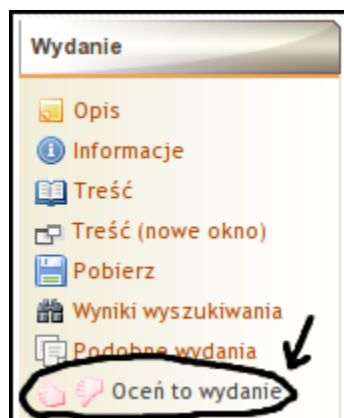 Wydanie
Opis
Informacje
Treść
Treść (nowe okno)
Pobierz
Wyniki wyszukiwania
Podobne wydania
Oceń to wydanie